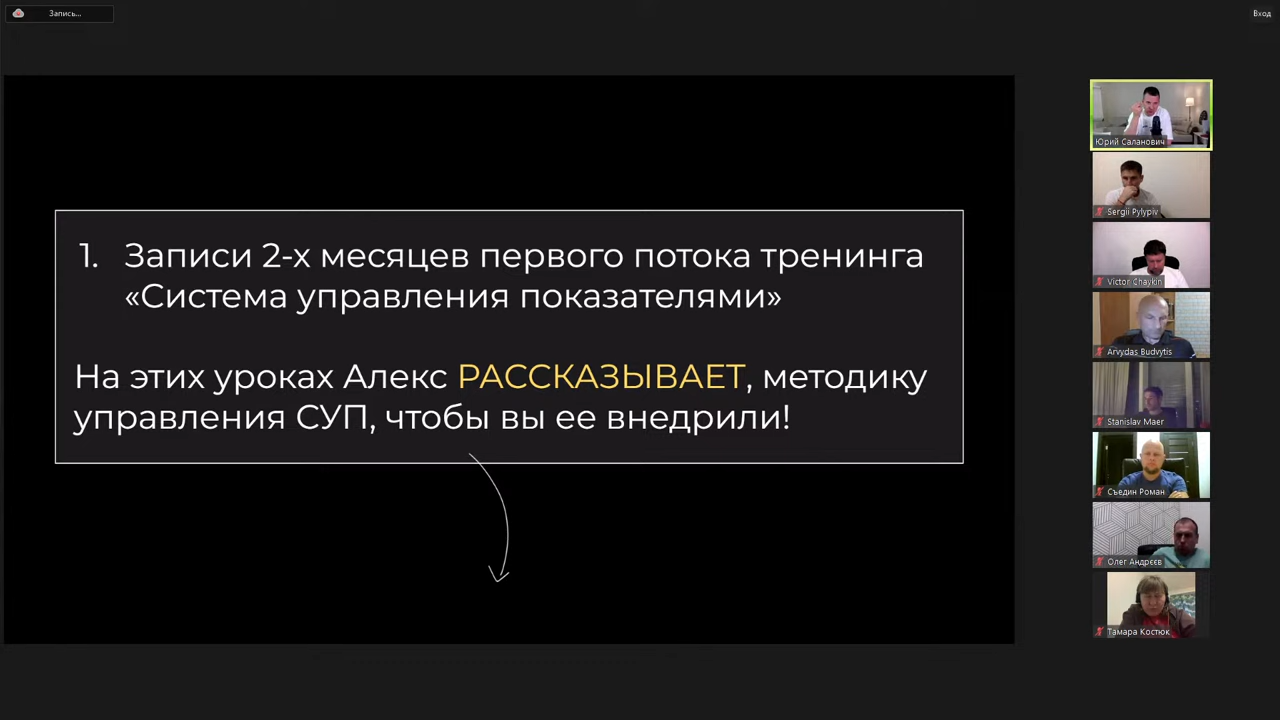 Запись...
Вход
1. Записи 2-х месяцев первого потока тренинга
«Система управления показателями»
На этих уроках Алекс РАССКАЗЫВАЕТ, методику
управления СУП, чтобы вы ее внедрили!
Юрий Саланович
Sergii Pylypiv
Victor Chaykin
Arvydas Budvytis
Stanislav Maer
Съедин Роман
Олег Андрєєв
Тамара Костюк